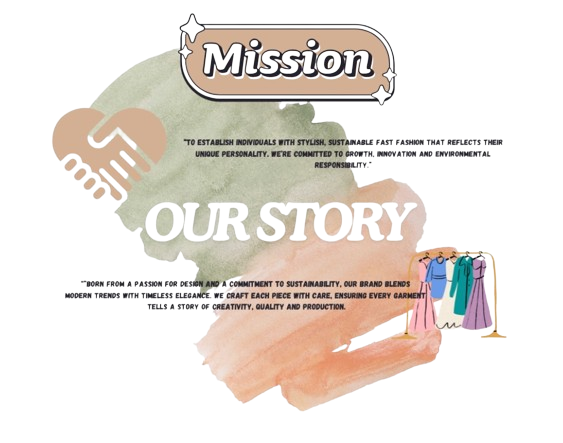 Mission
"TO ESTABLISH INDIVIDUALS WITH STYLISH, SUSTAINABLE FAST FASHION THAT REFLECTS THEIR
UNIQUE PERSONALITY. WE'RE COMMITTED TO GROWTH, INNOVATION AND ENVIRONMENTAL
RESPONSIBILITY."
OUR STORY
""BORN FROM A PASSION FOR DESIGN AND A COMMITMENT TO SUSTAINABILITY, OUR BRAND BLENDS
MODERN TRENDS WITH TIMELESS ELEGANCE. WE CRAFT EACH PIECE WITH CARE, ENSURING EVERY GARMENT
TELLS A STORY OF CREATIVITY, QUALITY AND PRODUCTION.